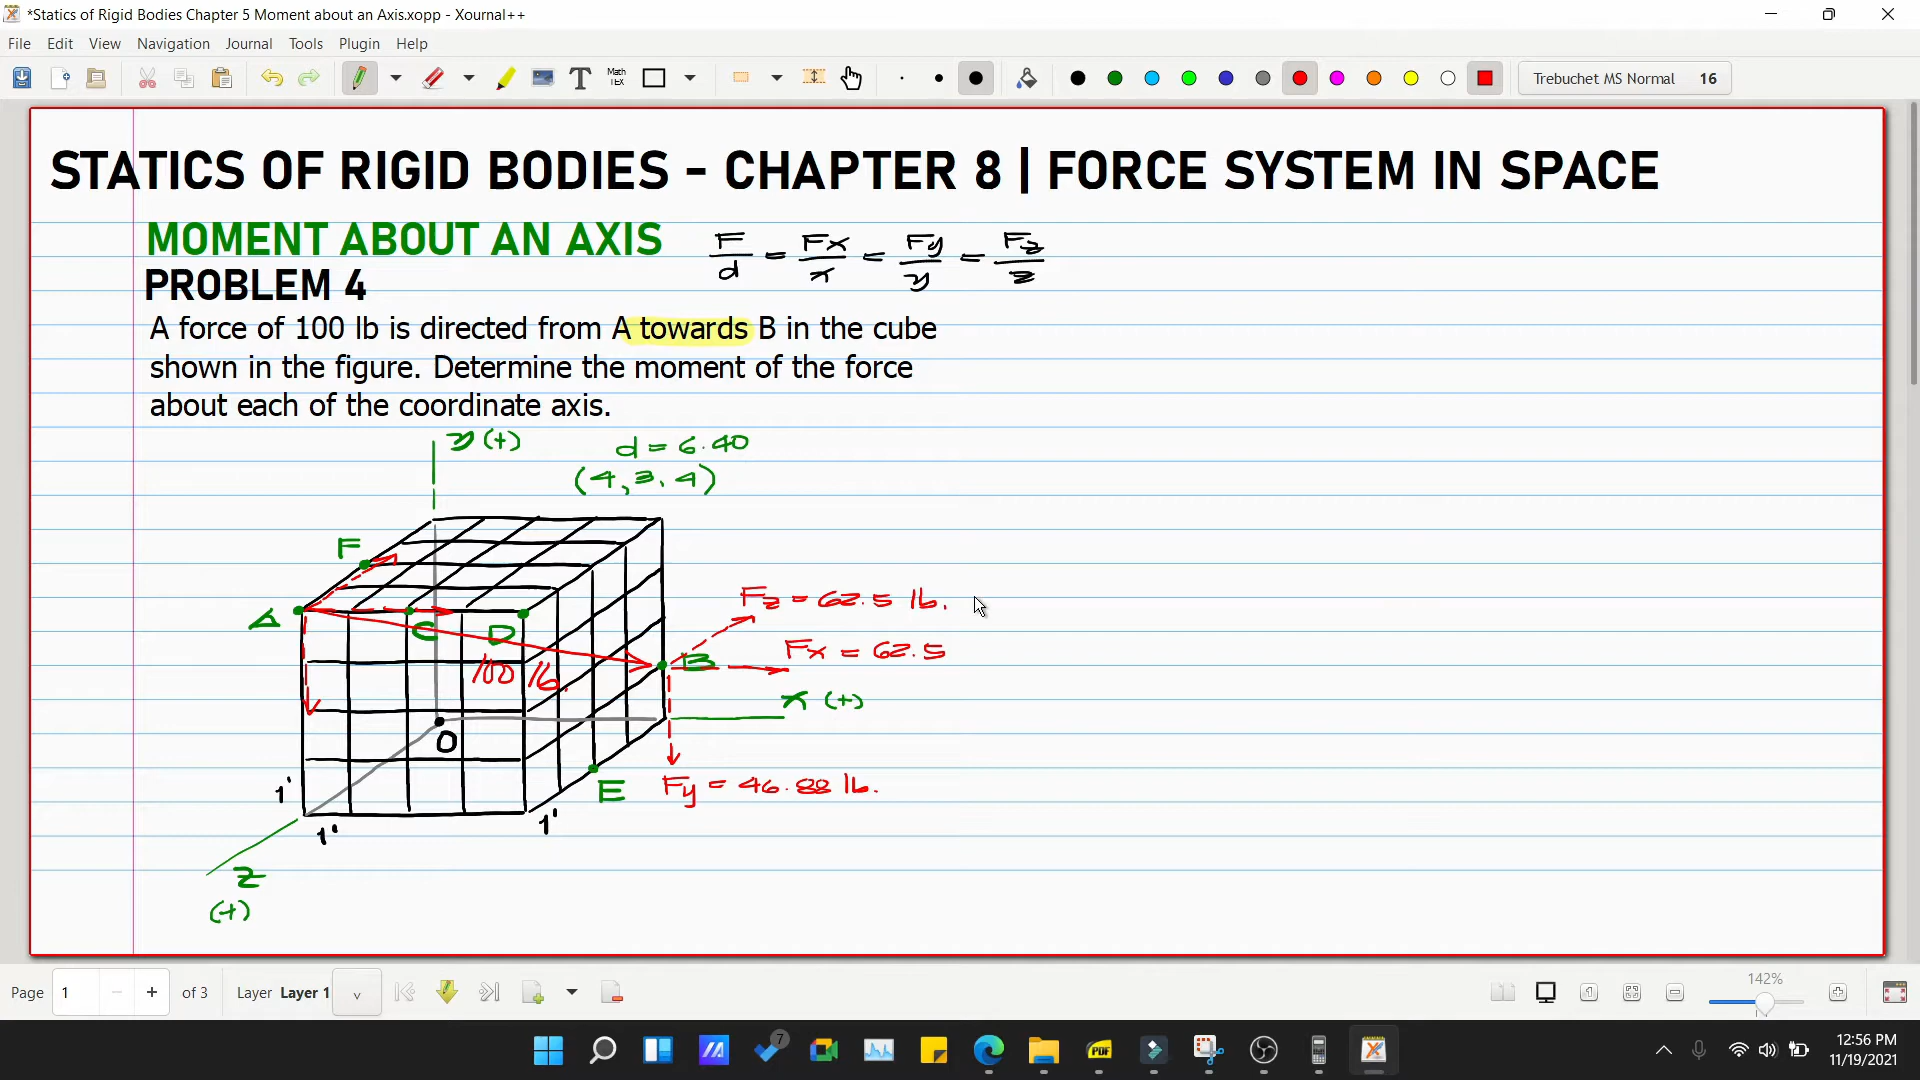 *Statics of Rigid Bodies Chapter 5 Moment about an Axis.xopp - Xournal++
File Edit View Navigation Journal Tools Plugin Help
Math
TEX
Trebuchet MS Normal 16
STATICS OF RIGID BODIES - CHAPTER 8 | FORCE SYSTEM IN SPACE
MOMENT ABOUT AN AXIS
F/d = Fx/x = Fy/y = Fz/z
PROBLEM 4
A force of 100 lb is directed from A towards B in the cube
shown in the figure. Determine the moment of the force
about each of the coordinate axis.
y (+)
d = 6.40
(4, 3, 4)
F
Fz = 62.5 lb.
A
C
D
Fx = 62.5
B
100 lb.
x (+)
O
E
Fy = 46.88 lb.
1'
1'
1'
z
(+)
Page 1 of 3 Layer Layer 1
142%
7
PDF
12:56 PM
11/19/2021